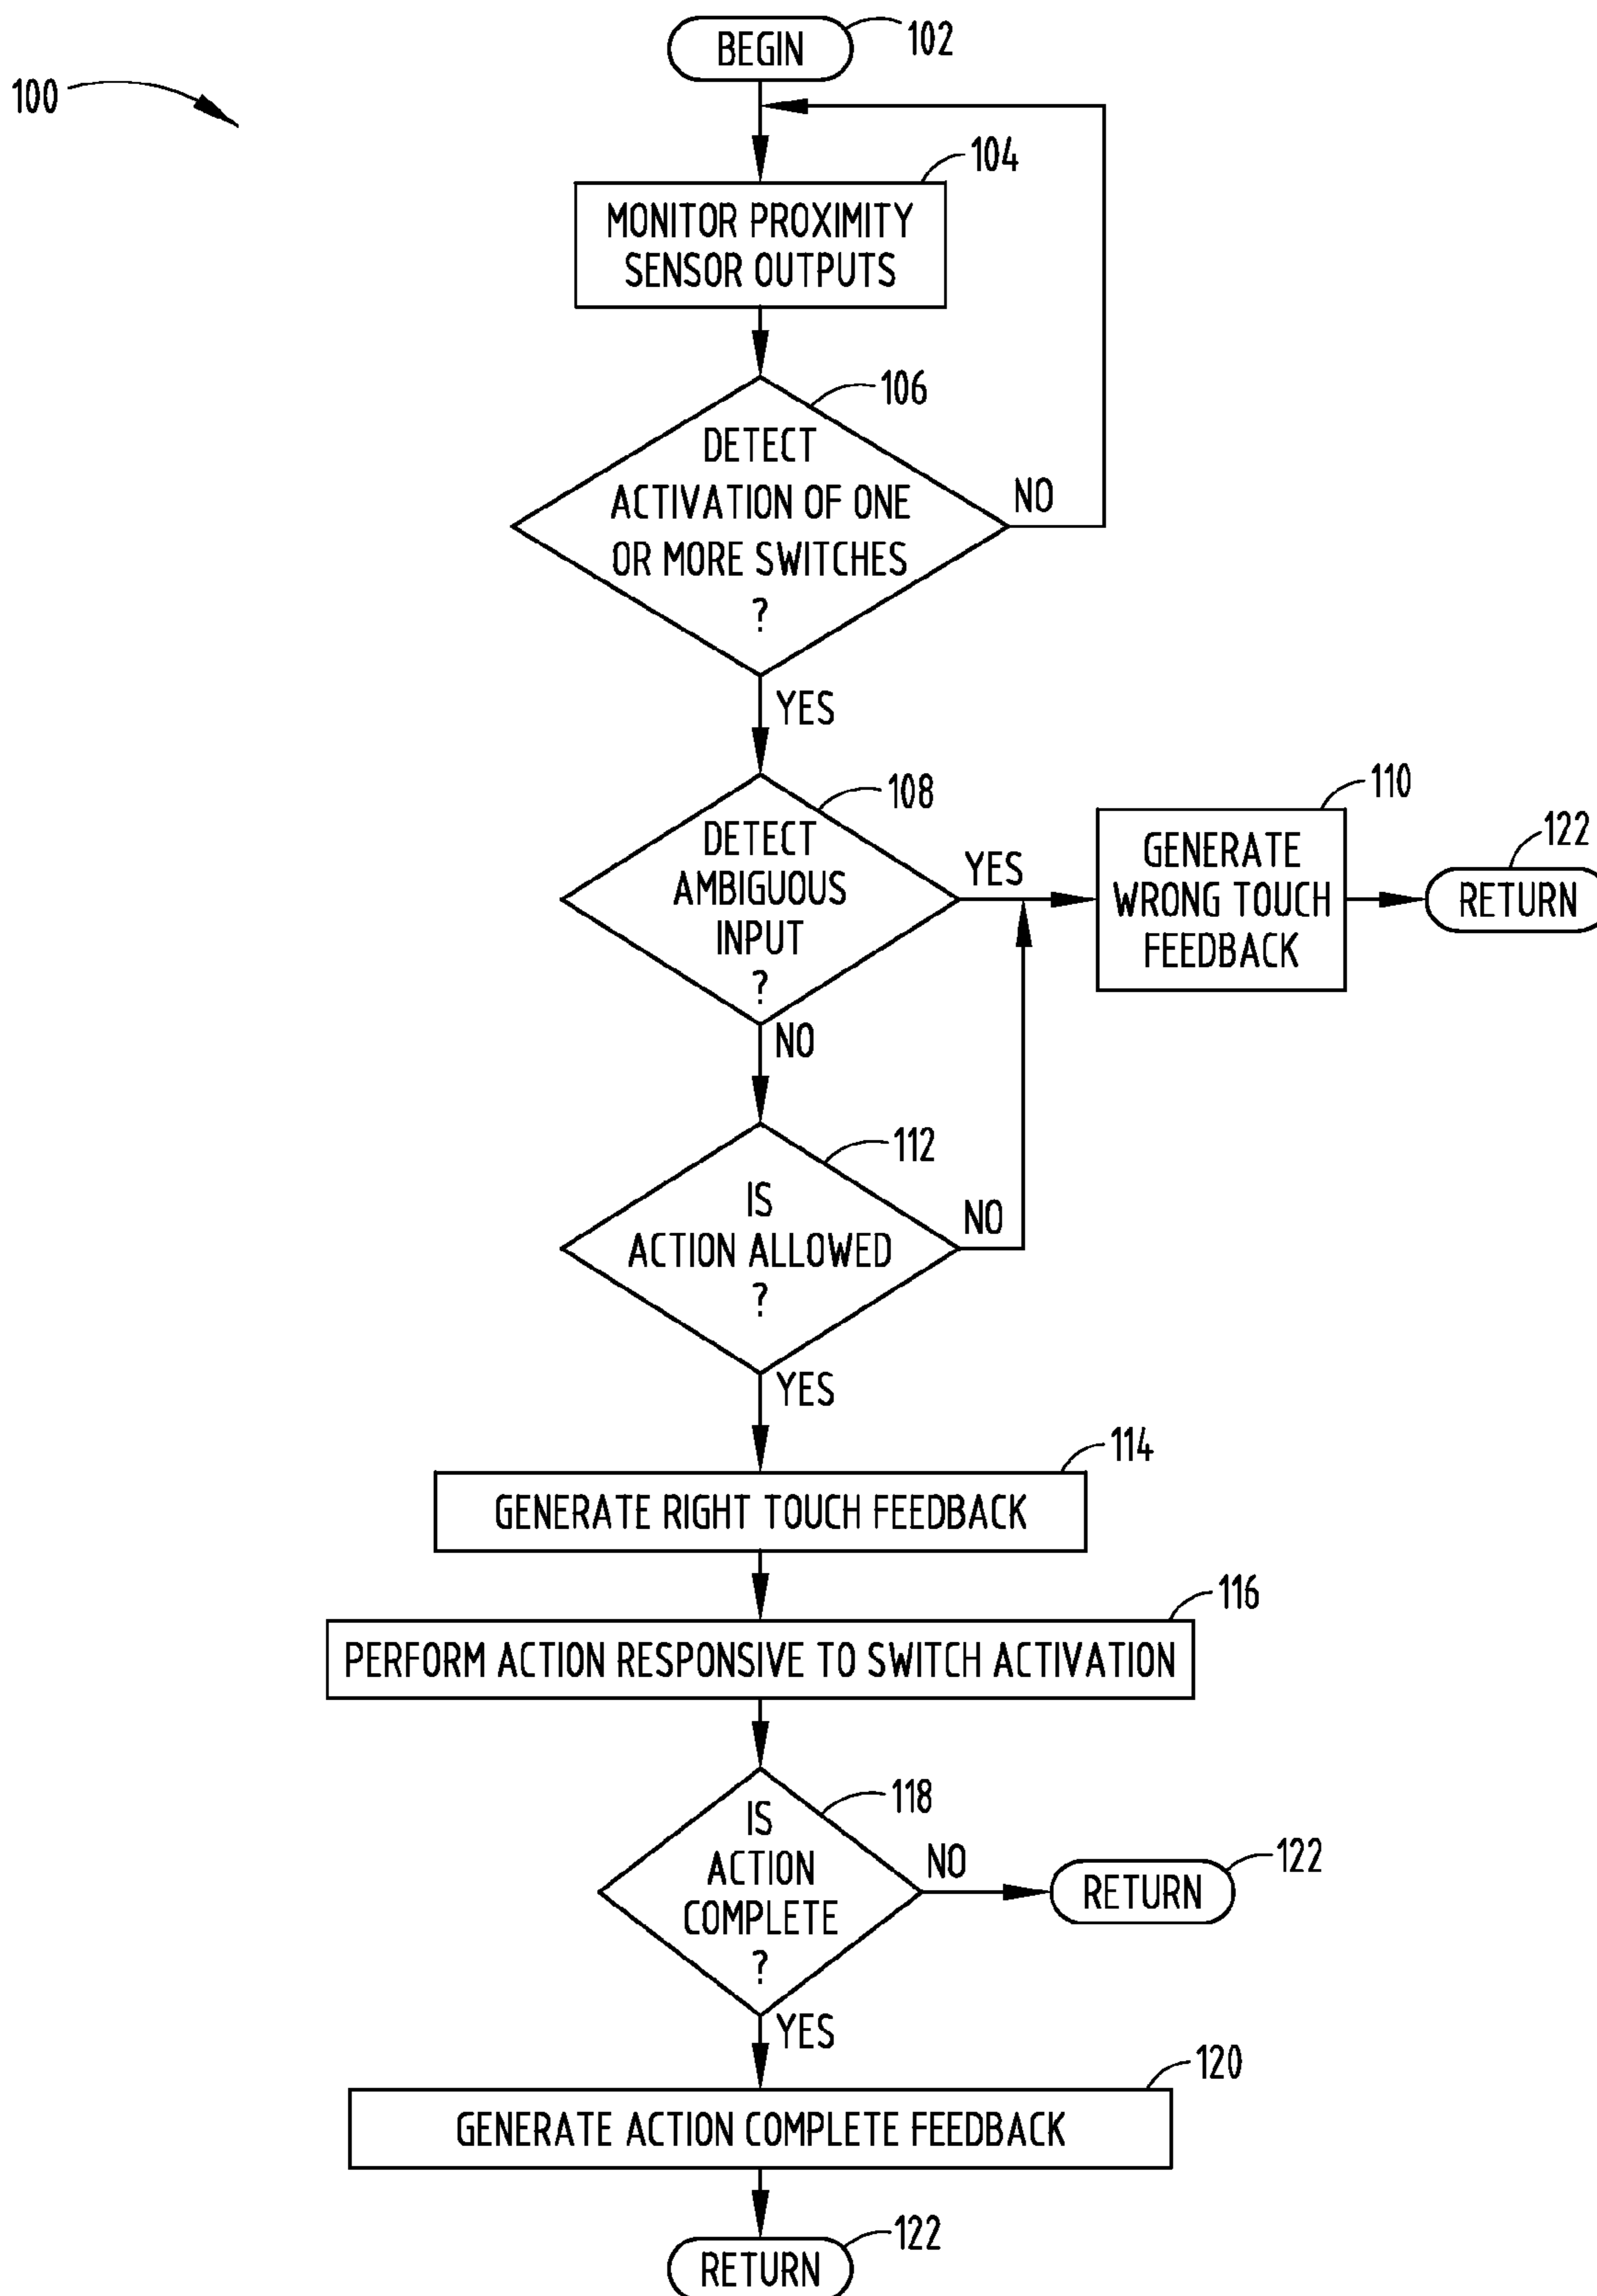 100
BEGIN
102
104
MONITOR PROXIMITY
SENSOR OUTPUTS
106
DETECT
ACTIVATION OF ONE
OR MORE SWITCHES
?
NO
YES
108
DETECT
AMBIGUOUS
INPUT
?
YES
110
GENERATE
WRONG TOUCH
FEEDBACK
122
RETURN
NO
112
IS
ACTION ALLOWED
?
NO
YES
114
GENERATE RIGHT TOUCH FEEDBACK
116
PERFORM ACTION RESPONSIVE TO SWITCH ACTIVATION
118
IS
ACTION
COMPLETE
?
NO
122
RETURN
YES
120
GENERATE ACTION COMPLETE FEEDBACK
122
RETURN